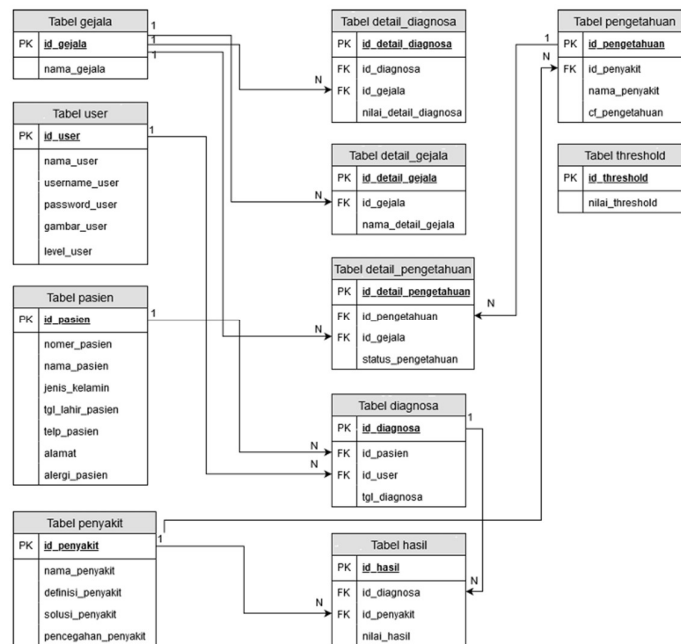 Tabel gejala
PK id_gejala
nama_gejala
1
1
1
Tabel user
PK id_user
nama_user
username_user
password_user
gambar_user
level_user
1
Tabel pasien
PK id_pasien
nomer_pasien
nama_pasien
jenis_kelamin
tgl_lahir_pasien
telp_pasien
alamat
alergi_pasien
1
Tabel penyakit
PK id_penyakit
nama_penyakit
definisi_penyakit
solusi_penyakit
pencegahan_penyakit
1
Tabel detail_diagnosa
PK id_detail_diagnosa
FK id_diagnosa
N FK id_gejala
nilai_detail_diagnosa
Tabel detail_gejala
PK id_detail_gejala
N FK id_gejala
nama_detail_gejala
Tabel detail_pengetahuan
PK id_detail_pengetahuan
FK id_pengetahuan N
N FK id_gejala
status_pengetahuan
Tabel diagnosa
PK id_diagnosa 1
N FK id_pasien
N FK id_user
tgl_diagnosa
Tabel hasil
PK id_hasil
FK id_diagnosa N
N FK id_penyakit
nilai_hasil
Tabel pengetahuan
1 PK id_pengetahuan
N FK id_penyakit
nama_penyakit
cf_pengetahuan
Tabel threshold
PK id_threshold
nilai_threshold